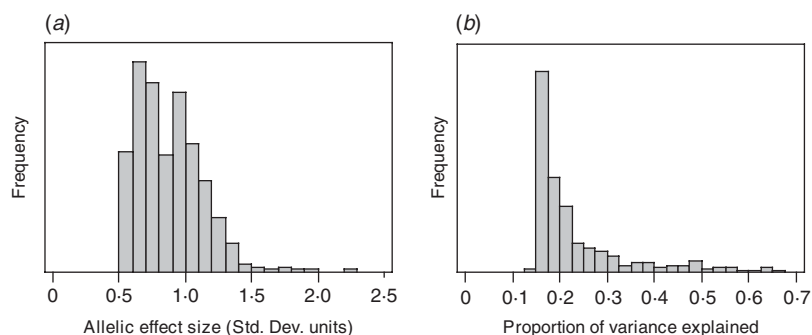 (a)
Frequency
0
0·5
1·0
1·5
2·0
2·5
Allelic effect size (Std. Dev. units)
(b)
Frequency
0
0·1
0·2
0·3
0·4
0·5
0·6
0·7
Proportion of variance explained